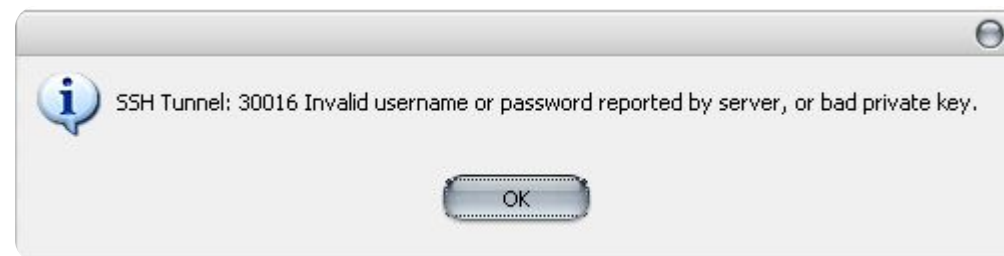 SSH Tunnel: 30016 Invalid username or password reported by server, or bad private key.
OK